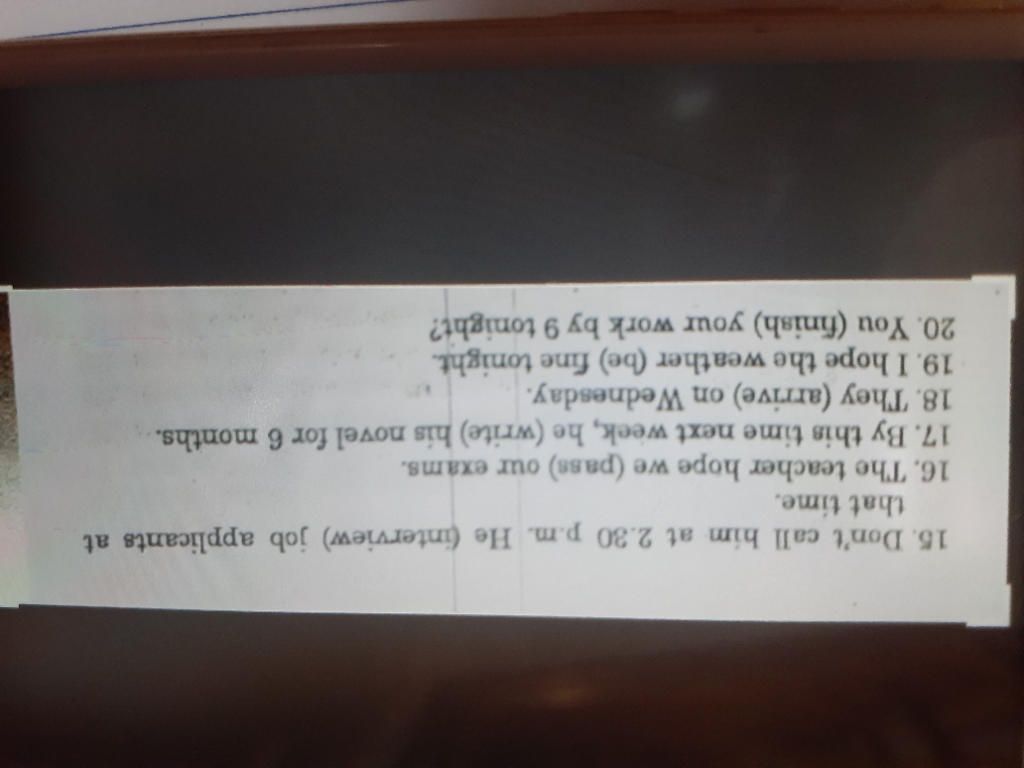 15. Don't call him at 2.30 p.m. He (interview) job applicants at
that time.
16. The teacher hope we (pass) our exams.
17. By this time next week, he (write) his novel for 6 months.
18. They (arrive) on Wednesday.
19. I hope the weather (be) fine tonight.
20. You (finish) your work by 9 tonight?